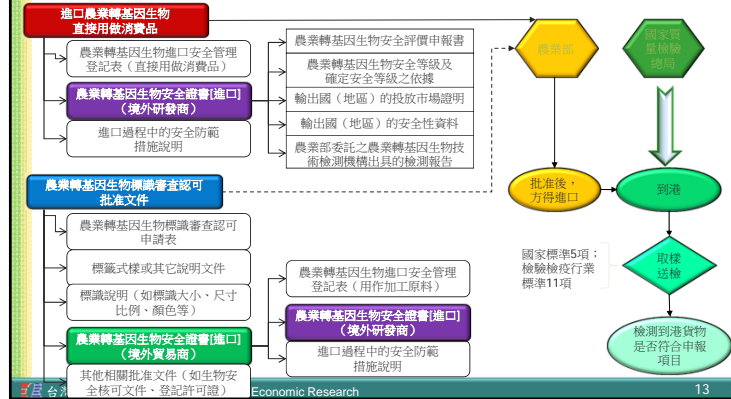 進口農業轉基因生物
直接用做消費品
農業轉基因生物進口安全管理
登記表（直接用做消費品）
農業轉基因生物安全證書[進口]
（境外研發商）
進口過程中的安全防範
措施說明
農業轉基因生物安全評價申報書
農業轉基因生物安全等級及
確定安全等級之依據
輸出國（地區）的投放市場證明
輸出國（地區）的安全性資料
農業部委託之農業轉基因生物技
術檢測機構出具的檢測報告
農業部
國家質
量檢驗
總局
農業轉基因生物標識審查認可
批准文件
農業轉基因生物標識審查認可
申請表
標籤式樣或其它說明文件
標識說明（如標識大小、尺寸
比例、顏色等）
農業轉基因生物安全證書[進口]
（境外貿易商）
其他相關批准文件（如生物安
全核可文件、登記許可證）
農業轉基因生物進口安全管理
登記表（用作加工原料）
農業轉基因生物安全證書[進口]
（境外研發商）
進口過程中的安全防範
措施說明
批准後，
方得進口
到港
國家標準5項；
檢驗檢疫行業
標準11項
取樣
送檢
檢測到港貨物
是否符合申報
項目
台
Economic Research
13